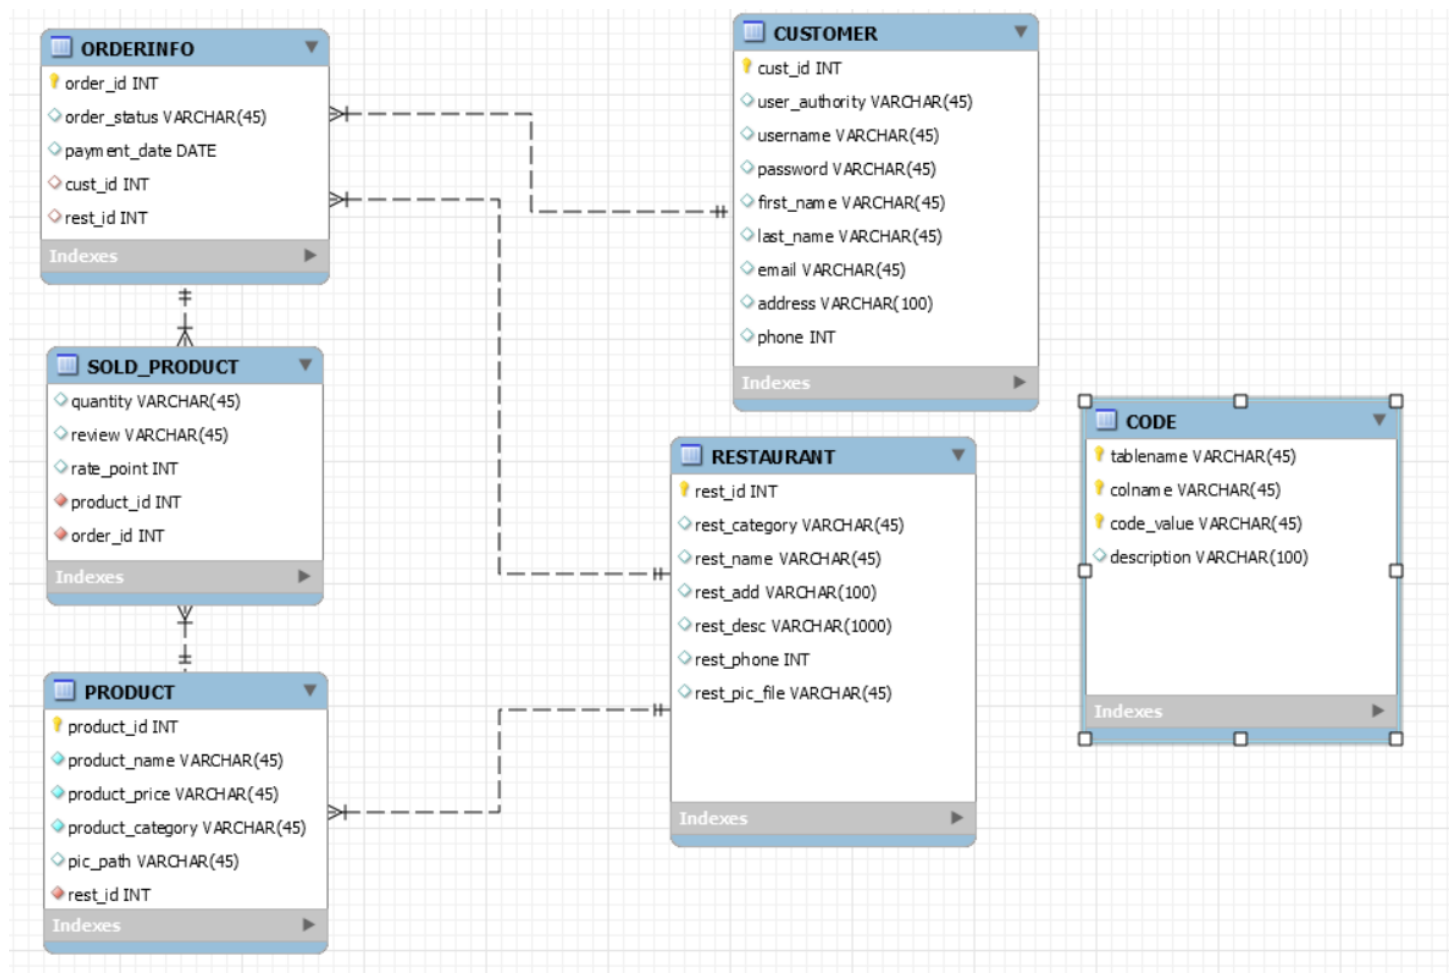 ORDERINFO
order_id INT
order_status VARCHAR(45)
payment_date DATE
cust_id INT
rest_id INT
Indexes
CUSTOMER
cust_id INT
user_authority VARCHAR(45)
username VARCHAR(45)
password VARCHAR(45)
first_name VARCHAR(45)
last_name VARCHAR(45)
email VARCHAR(45)
address VARCHAR(100)
phone INT
Indexes
SOLD_PRODUCT
quantity VARCHAR(45)
review VARCHAR(45)
rate_point INT
product_id INT
order_id INT
Indexes
RESTAURANT
rest_id INT
rest_category VARCHAR(45)
rest_name VARCHAR(45)
rest_add VARCHAR(100)
rest_desc VARCHAR(1000)
rest_phone INT
rest_pic_file VARCHAR(45)
Indexes
CODE
tablename VARCHAR(45)
colname VARCHAR(45)
code_value VARCHAR(45)
description VARCHAR(100)
Indexes
PRODUCT
product_id INT
product_name VARCHAR(45)
product_price VARCHAR(45)
product_category VARCHAR(45)
pic_path VARCHAR(45)
rest_id INT
Indexes